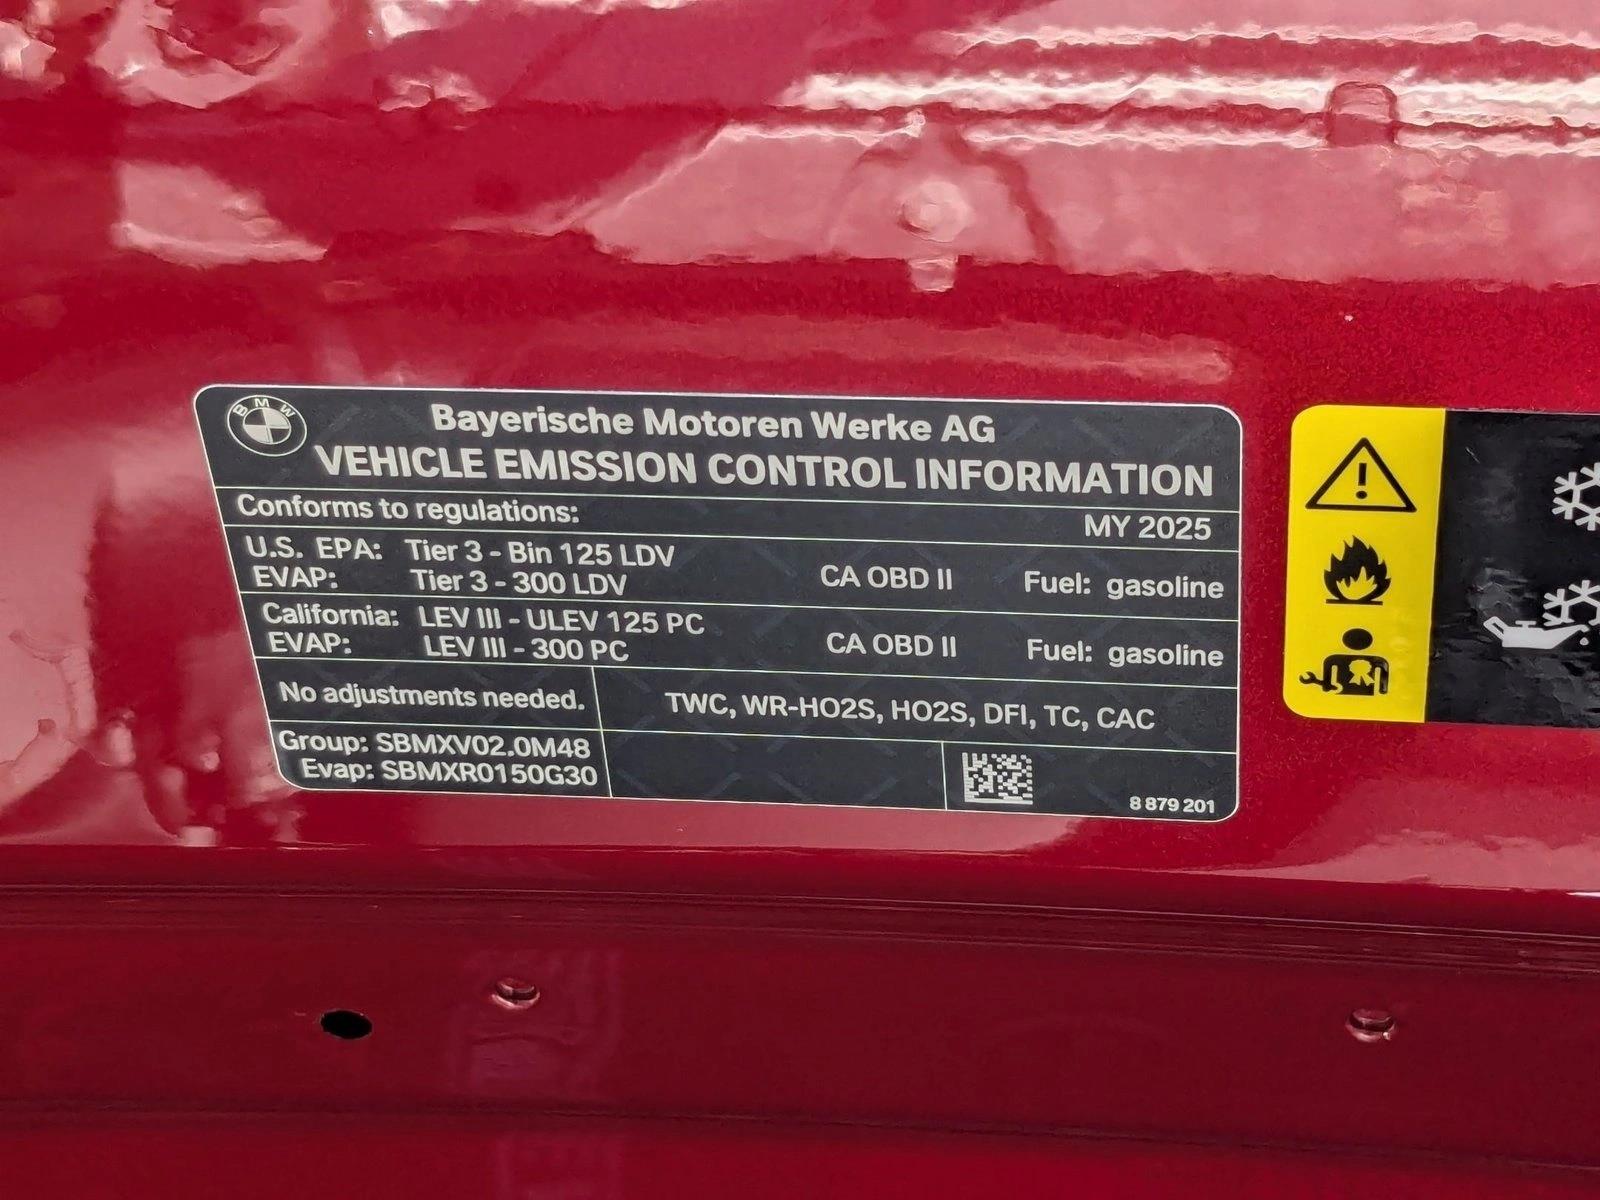 BMW
Bayerische Motoren Werke AG
VEHICLE EMISSION CONTROL INFORMATION
Conforms to regulations:
MY 2025
U.S. EPA: Tier 3 - Bin 125 LDV
EVAP: Tier 3 - 300 LDV
CA OBD II Fuel: gasoline
California: LEV III - ULEV 125 PC
EVAP: LEV III - 300 PC
CA OBD II Fuel: gasoline
No adjustments needed.
TWC, WR-HO2S, HO2S, DFI, TC, CAC
Group: SBMXV02.0M48
Evap: SBMXR0150G30
8 879 201